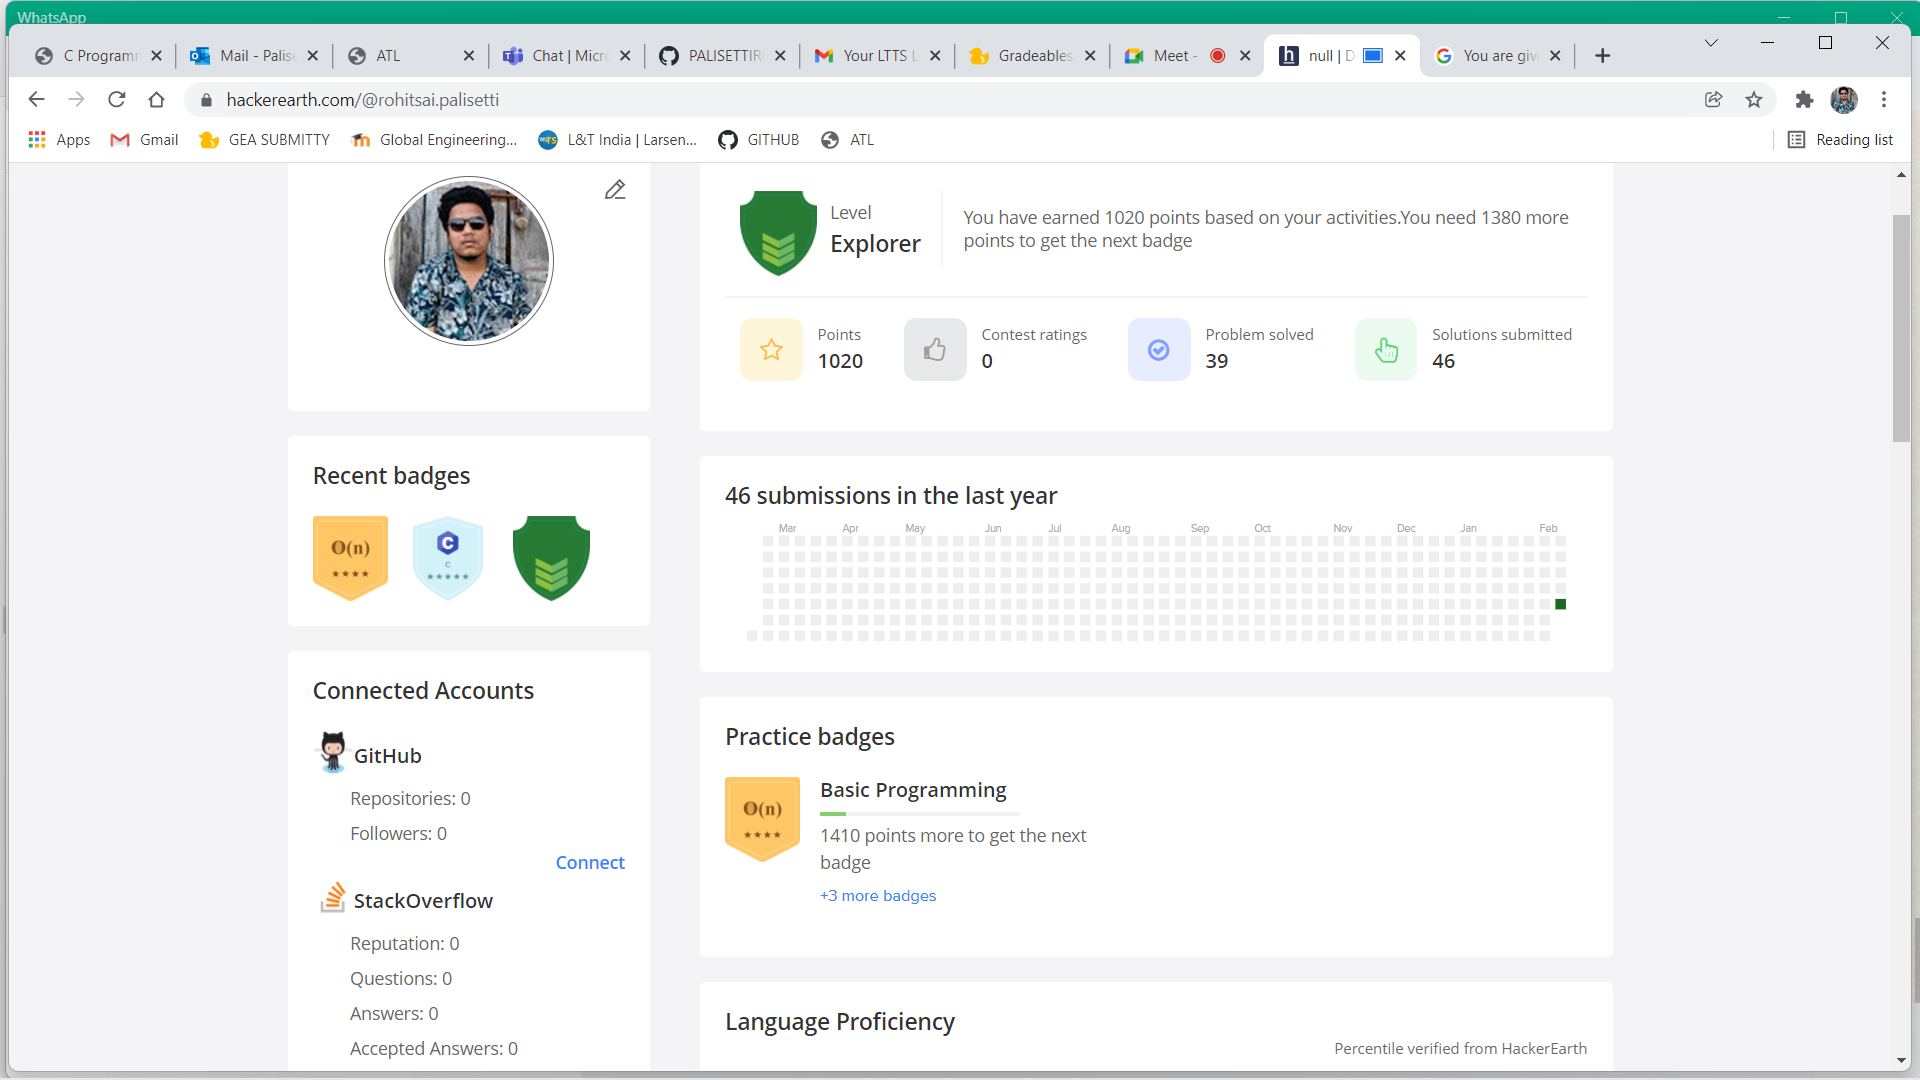 WhatsApp
C Programm
Mail - Palise
ATL
Chat | Micro
PALISETTIR
Your LTTS L
Gradeables
Meet -
null | D
You are giv
hackerearth.com/@rohitsai.palisetti
Apps
Gmail
GEA SUBMITTY
Global Engineering...
L&T India | Larsen...
GITHUB
ATL
Reading list
Level
Explorer
You have earned 1020 points based on your activities.You need 1380 more
points to get the next badge
Points
1020
Contest ratings
0
Problem solved
39
Solutions submitted
46
Recent badges
O(n)
C
46 submissions in the last year
Mar Apr May Jun Jul Aug Sep Oct Nov Dec Jan Feb
Connected Accounts
GitHub
Repositories: 0
Followers: 0
Connect
StackOverflow
Reputation: 0
Questions: 0
Answers: 0
Accepted Answers: 0
Practice badges
O(n)
Basic Programming
1410 points more to get the next
badge
+3 more badges
Language Proficiency
Percentile verified from HackerEarth